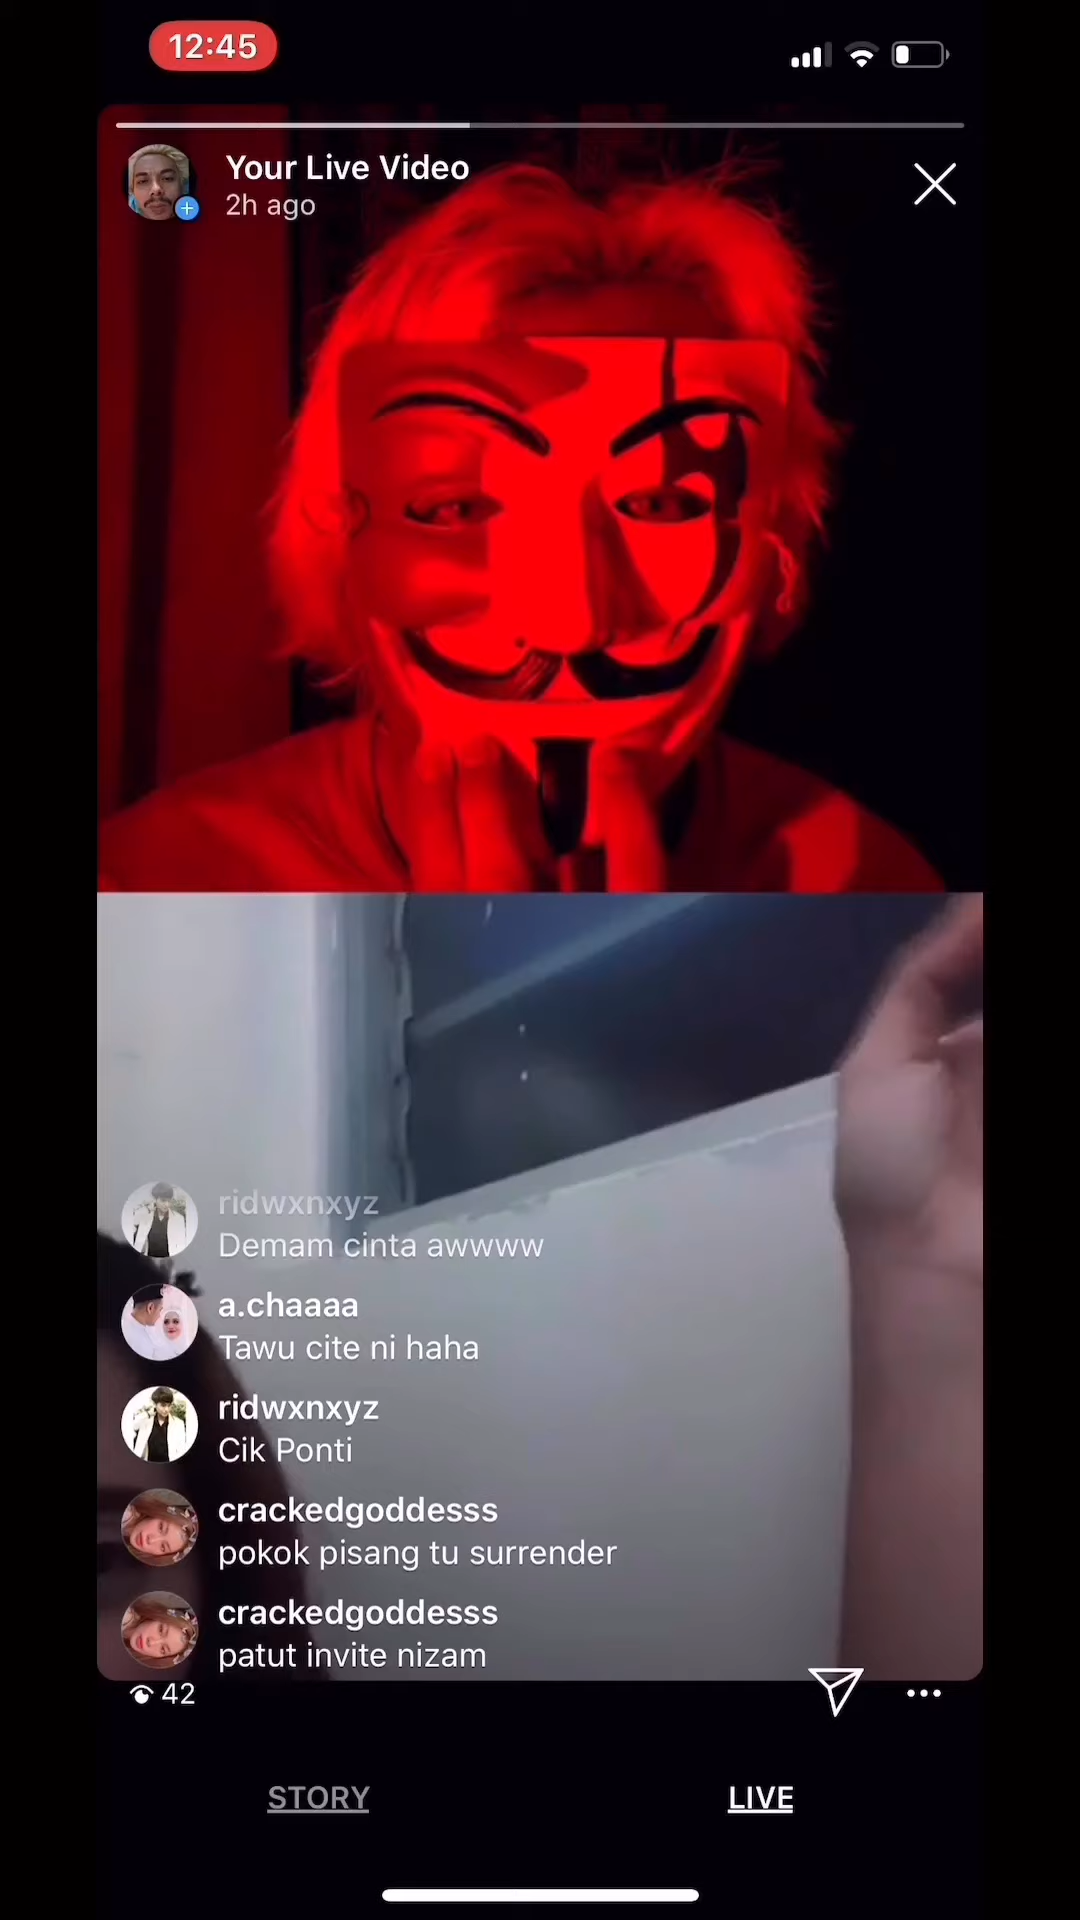 12:45
Your Live Video
2h ago
ridwxnxyz
Demam cinta awwww
a.chaaaa
Tawu cite ni haha
ridwxnxyz
Cik Ponti
crackedgoddesss
pokok pisang tu surrender
crackedgoddesss
patut invite nizam
42
STORY
LIVE